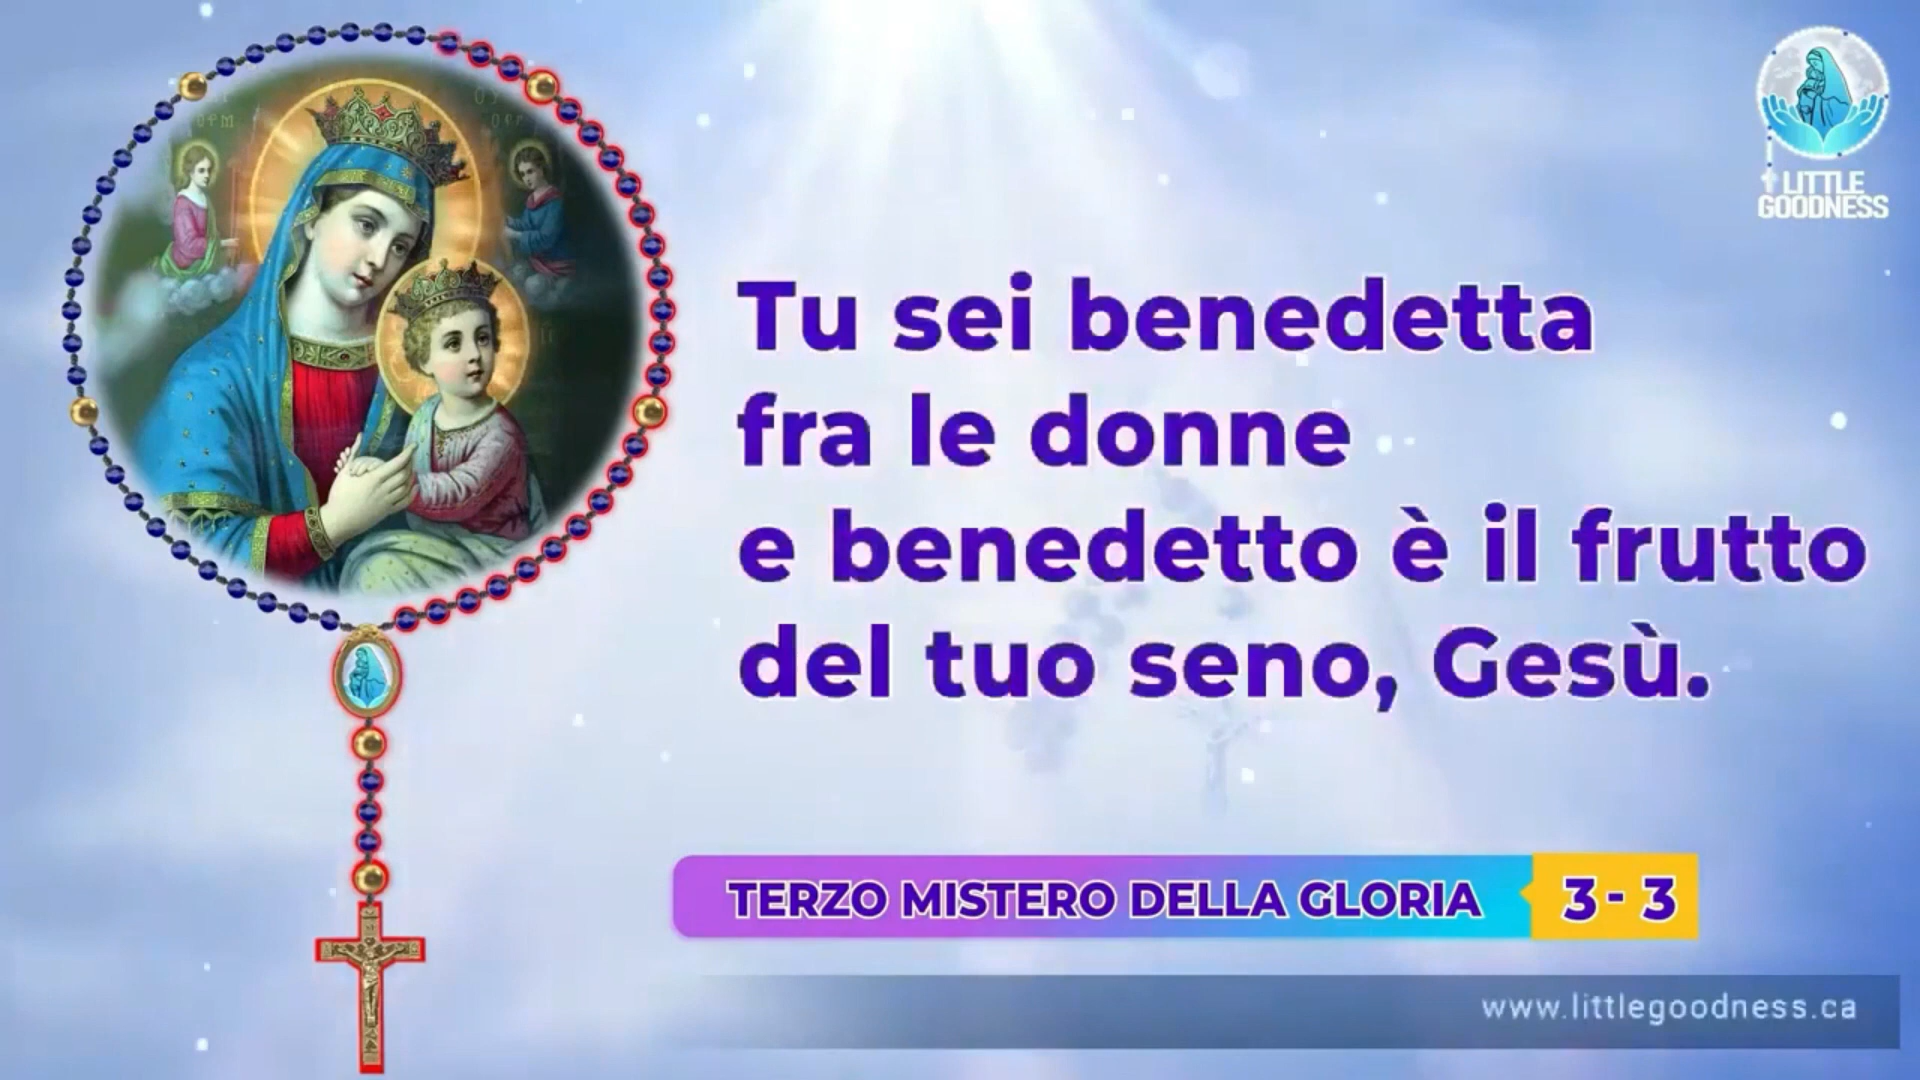 LITTLE
GOODNESS
Tu sei benedetta
fra le donne
e benedetto è il frutto
del tuo seno, Gesù.
TERZO MISTERO DELLA GLORIA 3 - 3
www.littlegoodness.ca